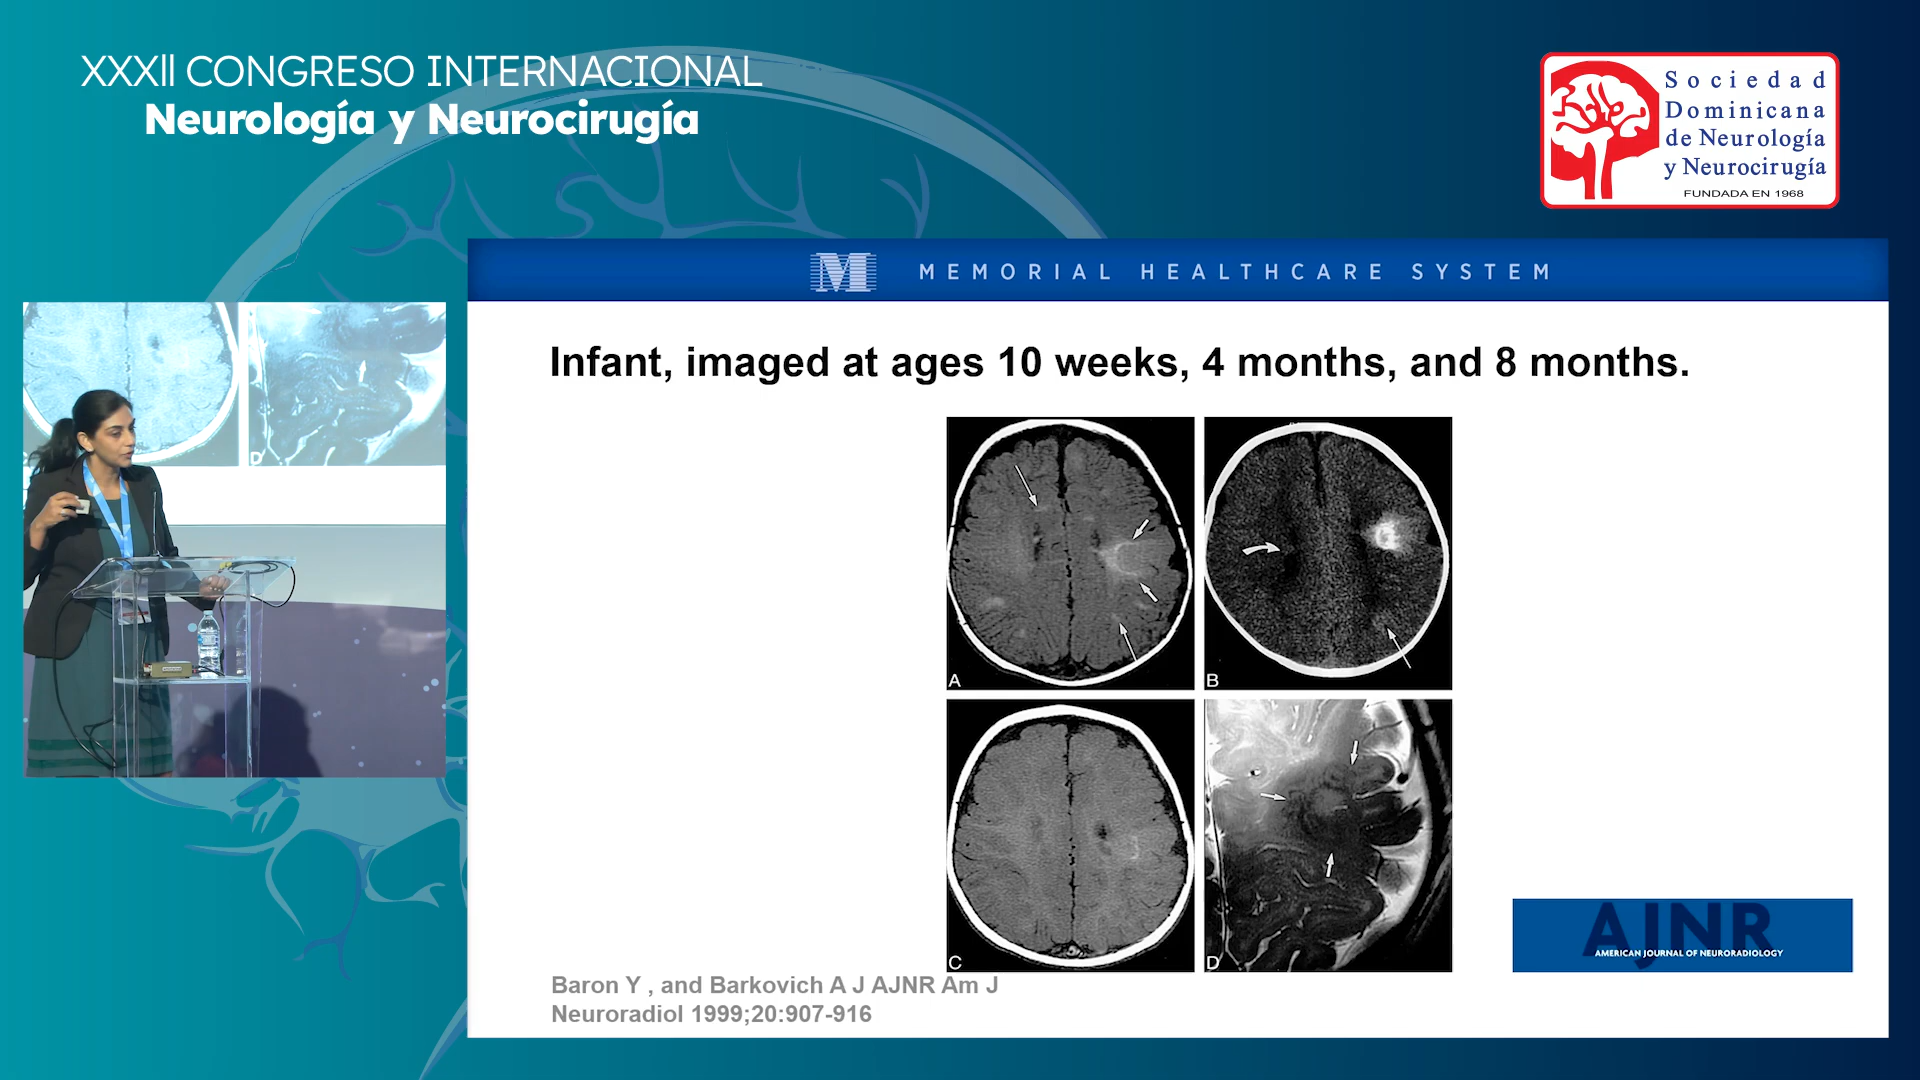 XXXII CONGRESO INTERNACIONAL
Neurología y Neurocirugía
Sociedad
Dominicana
de Neurología
y Neurocirugía
FUNDADA EN 1968
M MEMORIAL HEALTHCARE SYSTEM
Infant, imaged at ages 10 weeks, 4 months, and 8 months.
A
B
C
D
D
AJNR
AMERICAN JOURNAL OF NEURORADIOLOGY
Baron Y , and Barkovich A J AJNR Am J
Neuroradiol 1999;20:907-916